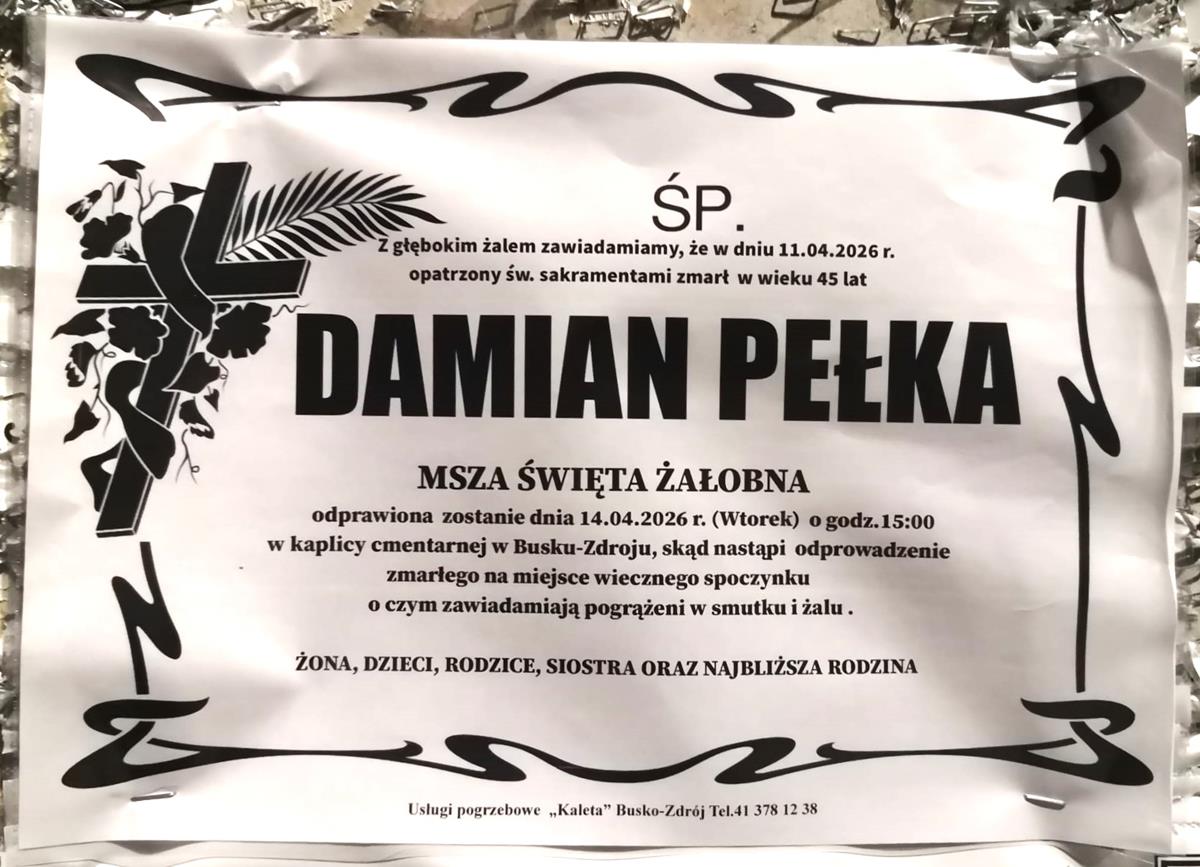 ŚP.
Z głębokim żalem zawiadamiamy, że w dniu 11.04.2026 r.
opatrzony św. sakramentami zmarł w wieku 45 lat
DAMIAN PEŁKA
MSZA ŚWIĘTA ŻAŁOBNA
odprawiona zostanie dnia 14.04.2026 r. (Wtorek) o godz.15:00
w kaplicy cmentarnej w Busku-Zdroju, skąd nastąpi odprowadzenie
zmarłego na miejsce wiecznego spoczynku
o czym zawiadamiają pogrążeni w smutku i żalu .
ŻONA, DZIECI, RODZICE, SIOSTRA ORAZ NAJBLIŻSZA RODZINA
Usługi pogrzebowe „Kaleta” Busko-Zdrój Tel.41 378 12 38